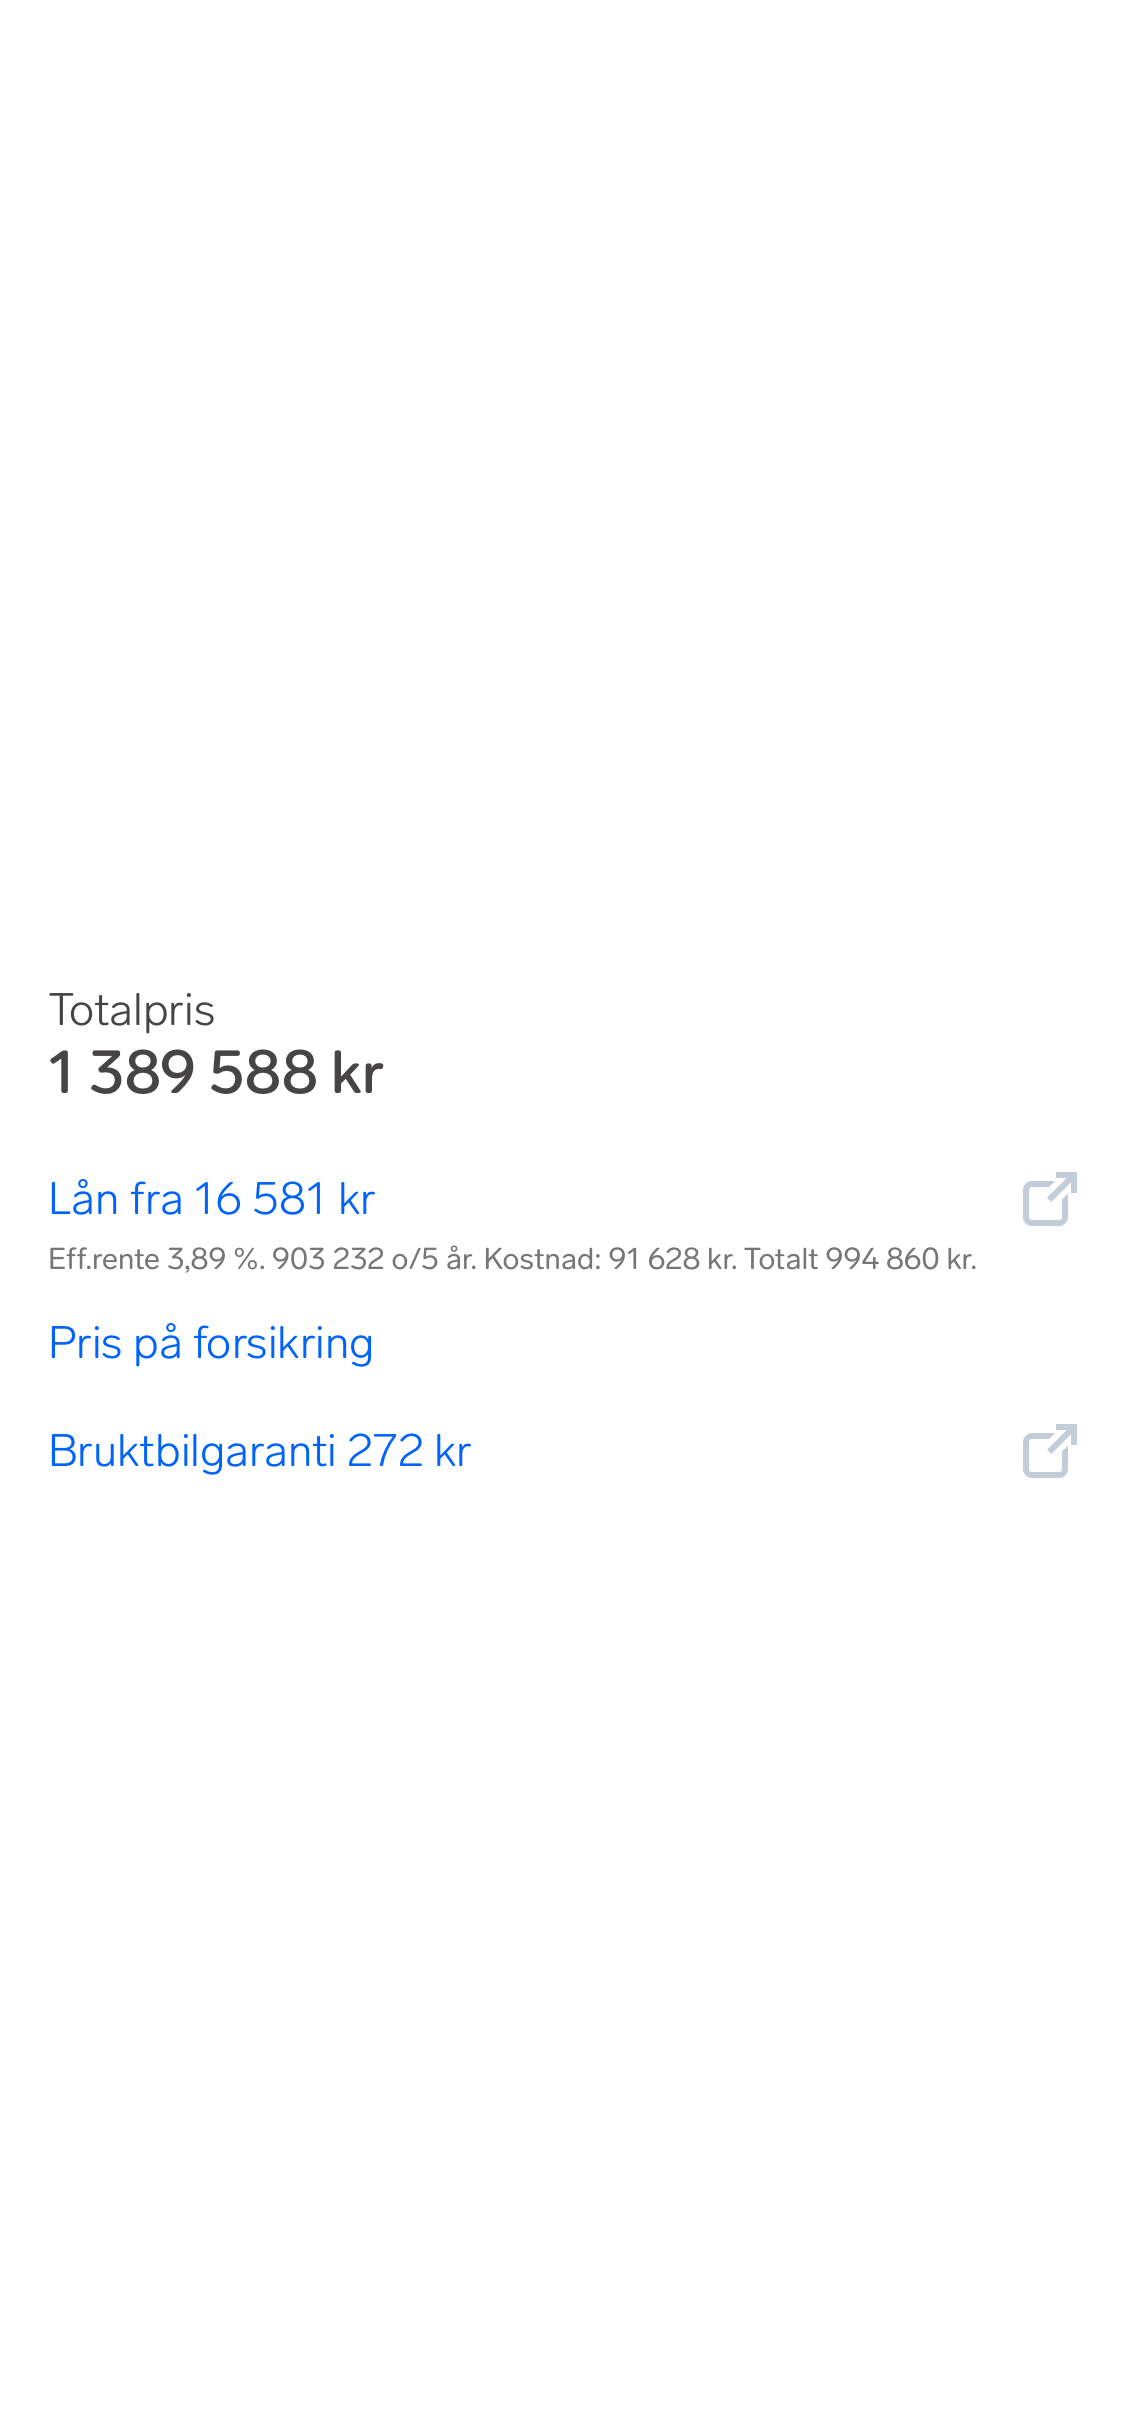 Totalpris
1 389 588 kr
Lån fra 16 581 kr
Eff.rente 3,89 %. 903 232 o/5 år. Kostnad: 91 628 kr. Totalt 994 860 kr.
Pris på forsikring
Bruktbilgaranti 272 kr